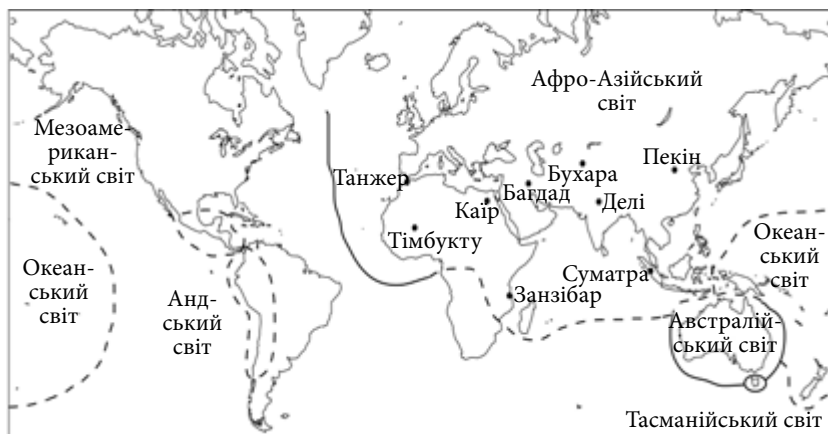 Афро-Азійський
світ
Мезоаме-
рикан-
ський світ
Пекін
Танжер
Бухара
Багдад
Делі
Каїр
Тімбукту
Океан-
ський
світ
Океан-
ський
світ
Суматра
Анд-
ський
світ
Занзібар
Австралій-
ський світ
Тасманійський світ